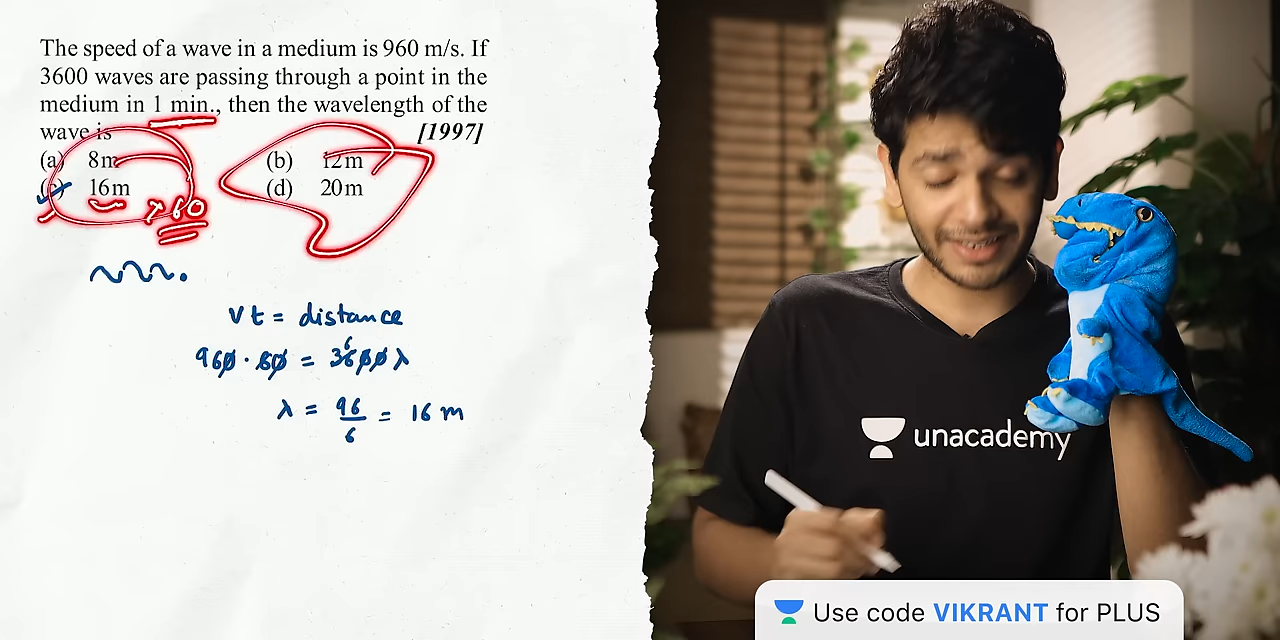 The speed of a wave in a medium is 960 m/s. If
3600 waves are passing through a point in the
medium in 1 min., then the wavelength of the
wave is [1997]
(a) 8m (b) 12m
(c) 16m (d) 20m
×60
vt = distance
960 · 60 = 3600λ
6
λ = 96/6 = 16 m
unacademy
Use code VIKRANT for PLUS